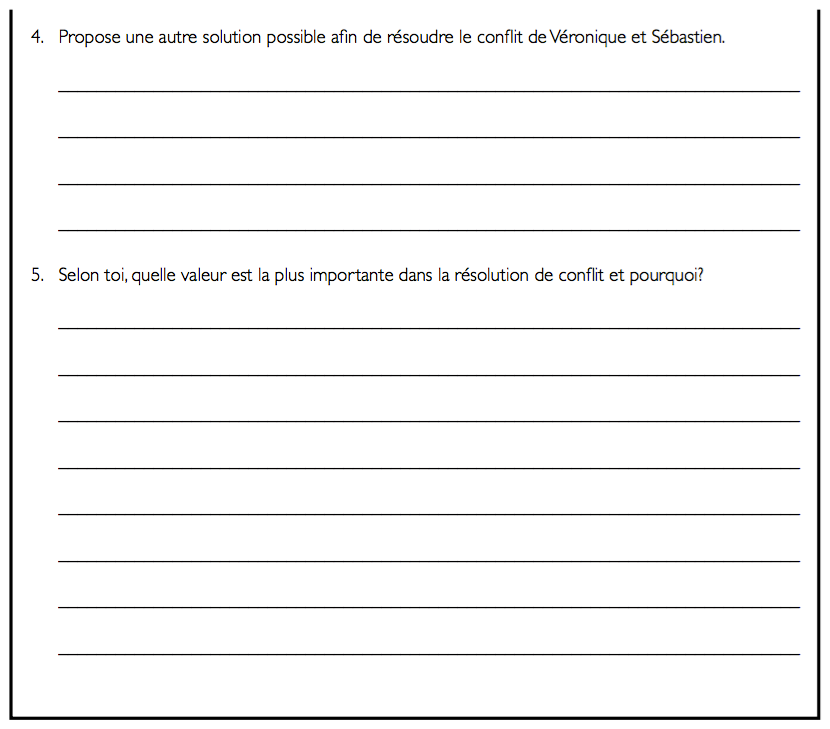 4. Propose une autre solution possible afin de résoudre le conflit de Véronique et Sébastien.
5. Selon toi, quelle valeur est la plus importante dans la résolution de conflit et pourquoi?